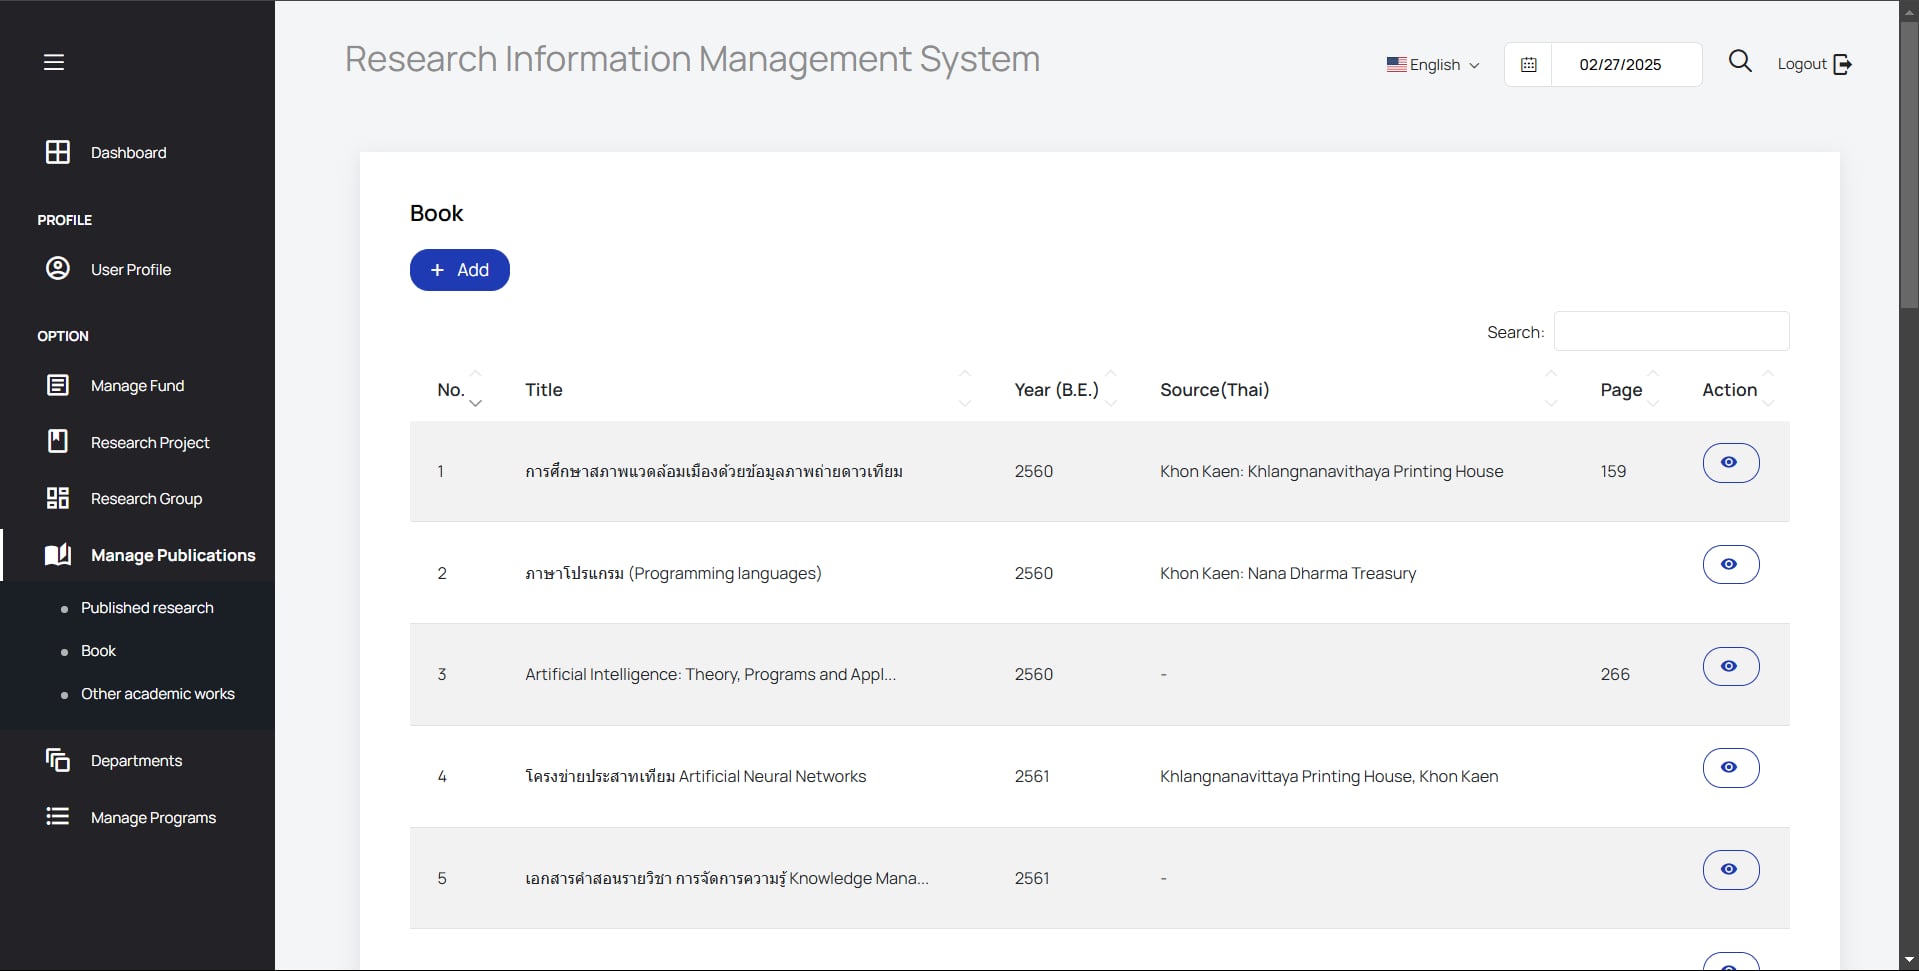 Research Information Management System
English
02/27/2025
Logout
Dashboard
PROFILE
User Profile
OPTION
Manage Fund
Research Project
Research Group
Manage Publications
Published research
Book
Other academic works
Departments
Manage Programs
Book
+ Add
Search:
No. Title Year (B.E.) Source(Thai) Page Action
1 การศึกษาสภาพแวดล้อมเมืองด้วยข้อมูลภาพถ่ายดาวเทียม 2560 Khon Kaen: Khlangnanavithaya Printing House 159
2 ภาษาโปรแกรม (Programming languages) 2560 Khon Kaen: Nana Dharma Treasury
3 Artificial Intelligence: Theory, Programs and Appl... 2560 - 266
4 โครงข่ายประสาทเทียม Artificial Neural Networks 2561 Khlangnanavittaya Printing House, Khon Kaen
5 เอกสารคำสอนรายวิชา การจัดการความรู้ Knowledge Mana... 2561 -